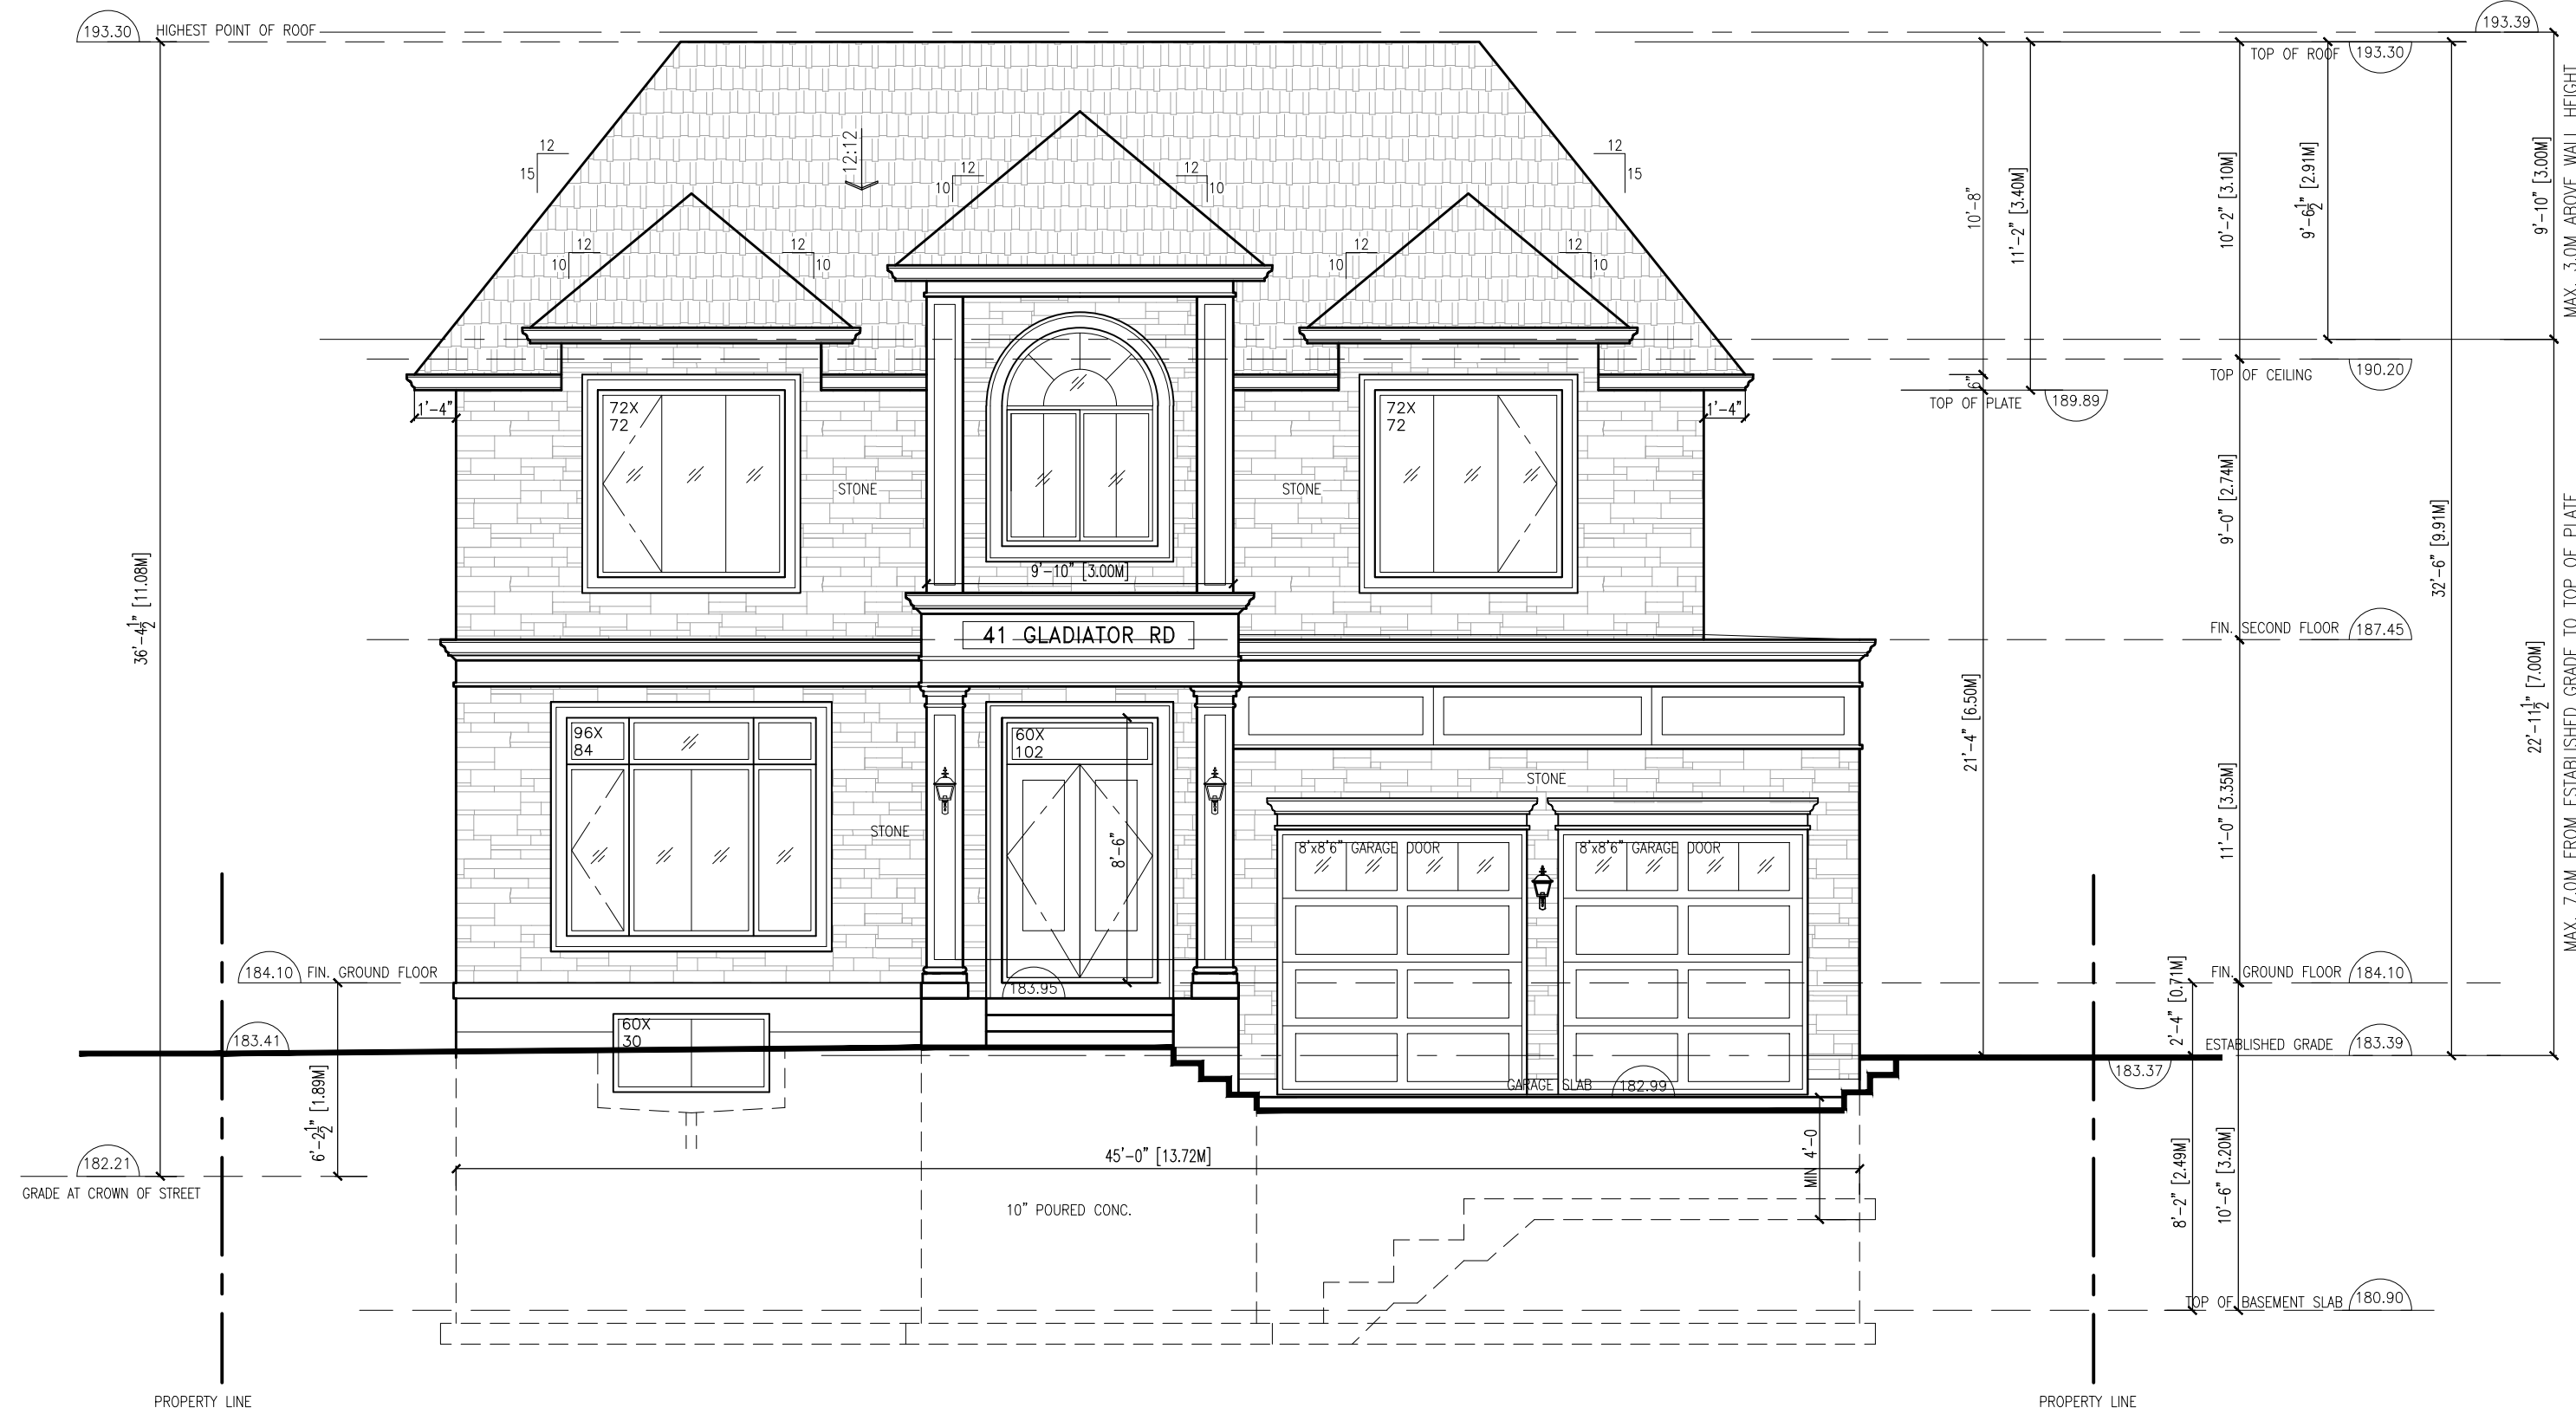 193.30 HIGHEST POINT OF ROOF
193.39
TOP OF ROOF 193.30
12
15
12:12
12
10
12
10
12
15
12
10
12
10
12
10
12
10
10'-8"
11'-2" [3.40M]
10'-2" [3.10M]
9'-6 1/2" [2.91M]
9'-10" [3.00M]
MAX. 3.0M ABOVE WALL HEIGHT
TOP OF CEILING 190.20
6"
TOP OF PLATE 189.89
1'-4"
1'-4"
72X
72
72X
72
STONE
STONE
9'-10" [3.00M]
9'-0" [2.74M]
32'-6" [9.91M]
36'-4 1/2" [11.08M]
41 GLADIATOR RD
FIN. SECOND FLOOR 187.45
MAX. 7.0M FROM ESTABLISHED GRADE TO TOP OF PLATE
22'-11 1/2" [7.00M]
21'-4" [6.50M]
11'-0" [3.35M]
96X
84
60X
102
STONE
STONE
8'-6"
8'x8'6" GARAGE DOOR
8'x8'6" GARAGE DOOR
184.10 FIN. GROUND FLOOR
183.95
FIN. GROUND FLOOR 184.10
2'-4" [0.71M]
183.41
60X
30
ESTABLISHED GRADE 183.39
183.37
GARAGE SLAB 182.99
6'-2 1/2" [1.89M]
182.21
GRADE AT CROWN OF STREET
45'-0" [13.72M]
MIN 4'-0
8'-2" [2.49M]
10'-6" [3.20M]
10" POURED CONC.
TOP OF BASEMENT SLAB 180.90
PROPERTY LINE
PROPERTY LINE